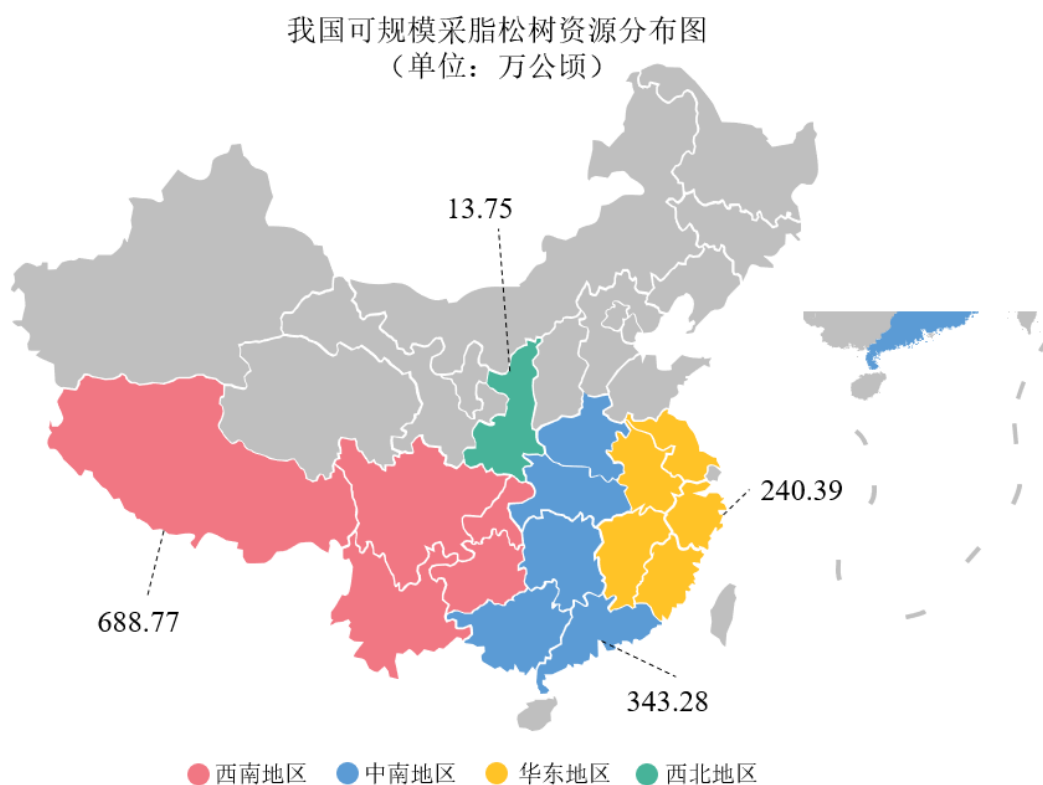 我国可规模采脂松树资源分布图
（单位：万公顷）
13.75
240.39
688.77
343.28
西南地区 中南地区 华东地区 西北地区